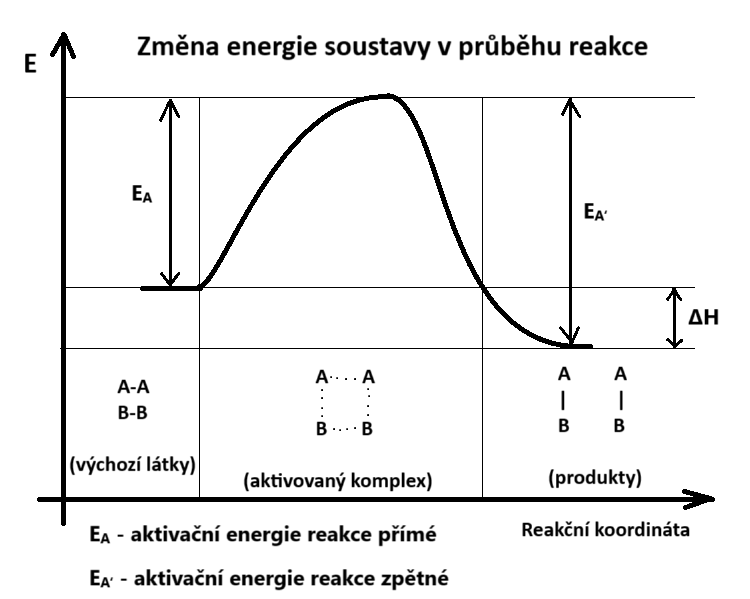 Změna energie soustavy v průběhu reakce
E
EA
EA´
ΔH
A-A
B-B
(výchozí látky)
A A
B B
(aktivovaný komplex)
A A
B B
(produkty)
Reakční koordináta
EA - aktivační energie reakce přímé
EA´ - aktivační energie reakce zpětné